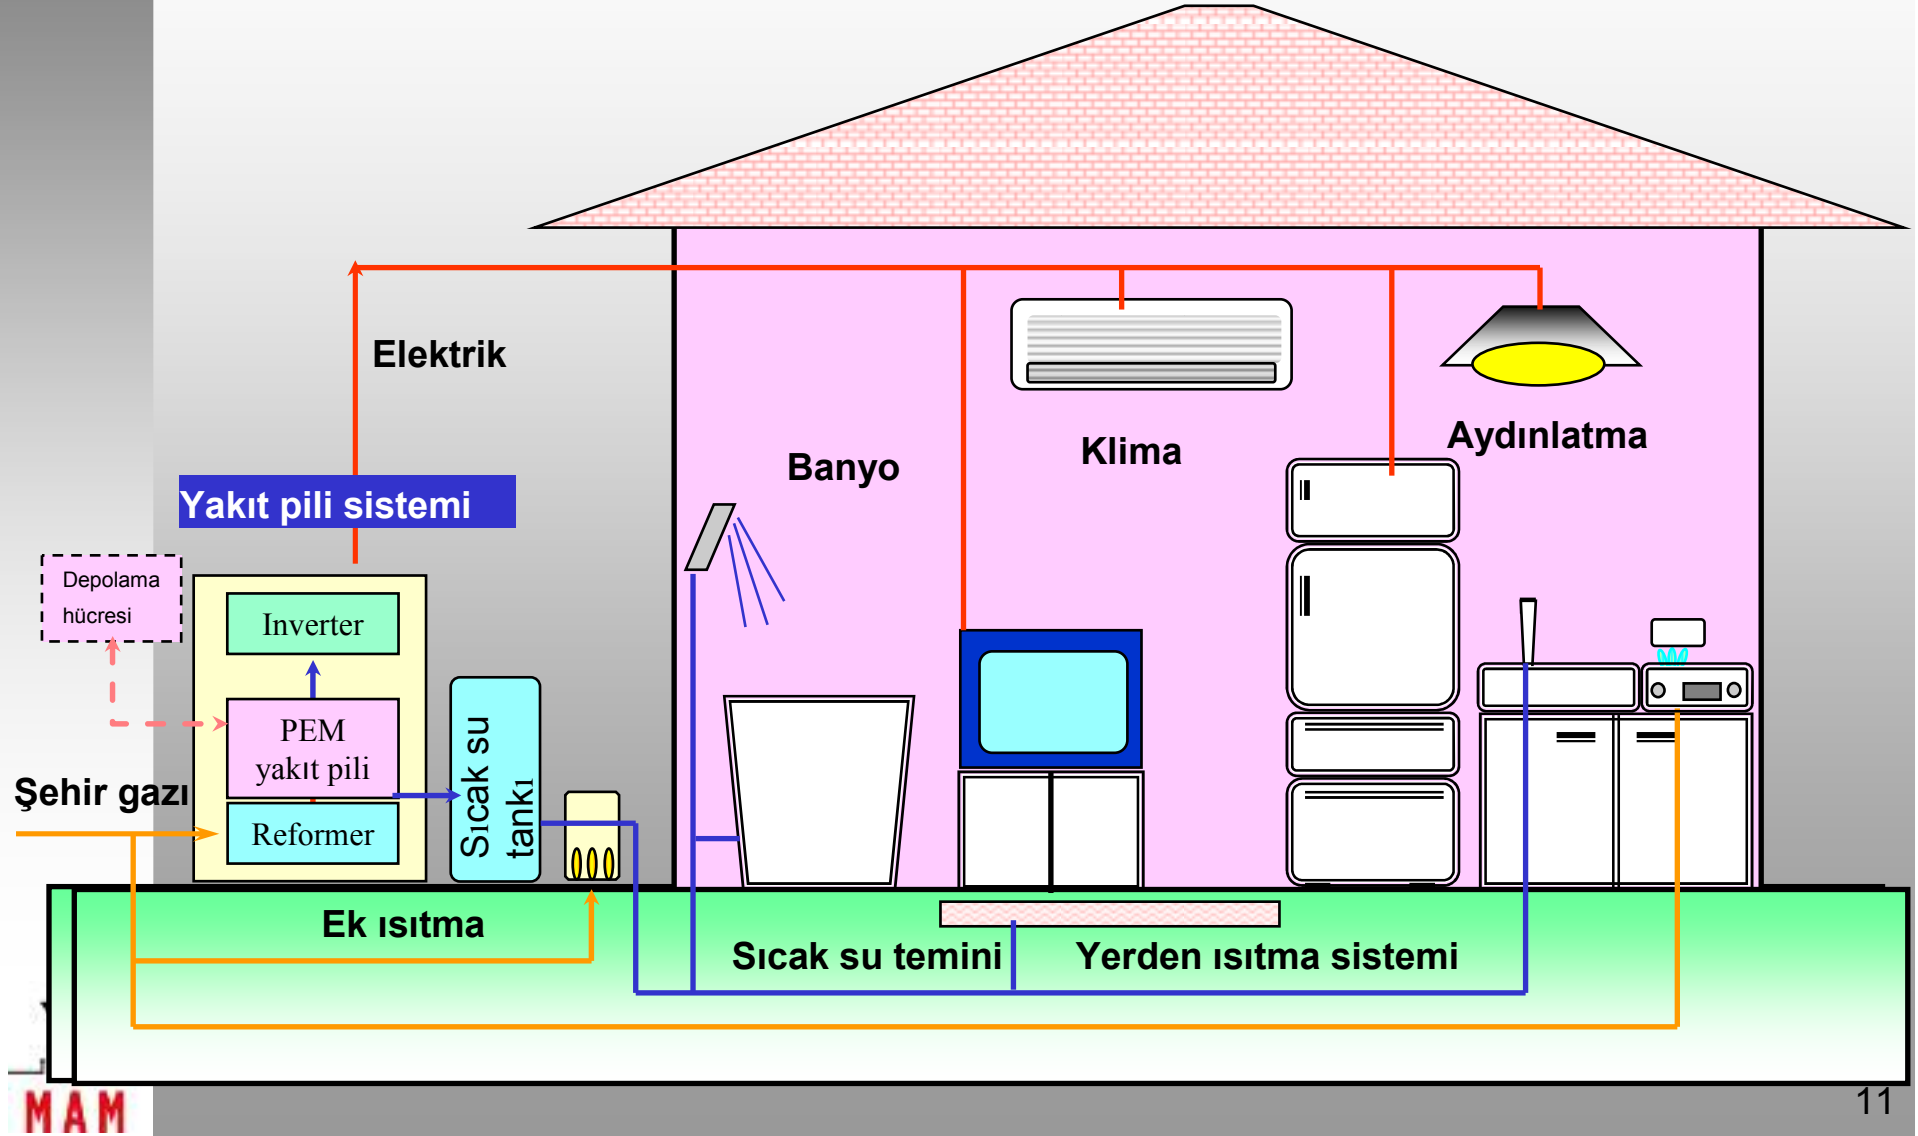 Elektrik
Klima
Aydınlatma
Banyo
Yakıt pili sistemi
Depolama
hücresi
Inverter
PEM
yakıt pili
Şehir gazı
Reformer
Sıcak su
tankı
Ek ısıtma
Sıcak su temini
Yerden ısıtma sistemi
MAM
11